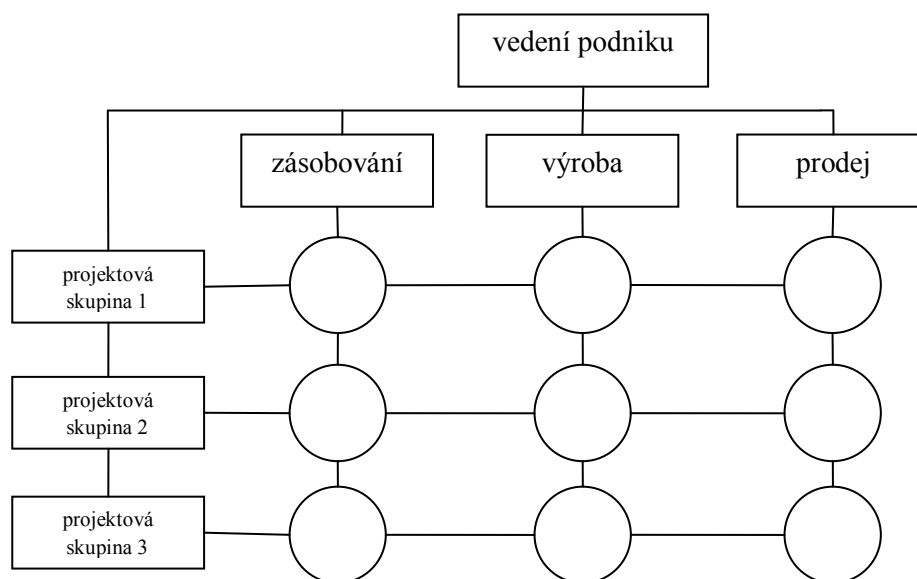 vedení podniku
zásobování
výroba
prodej
projektová
skupina 1
projektová
skupina 2
projektová
skupina 3